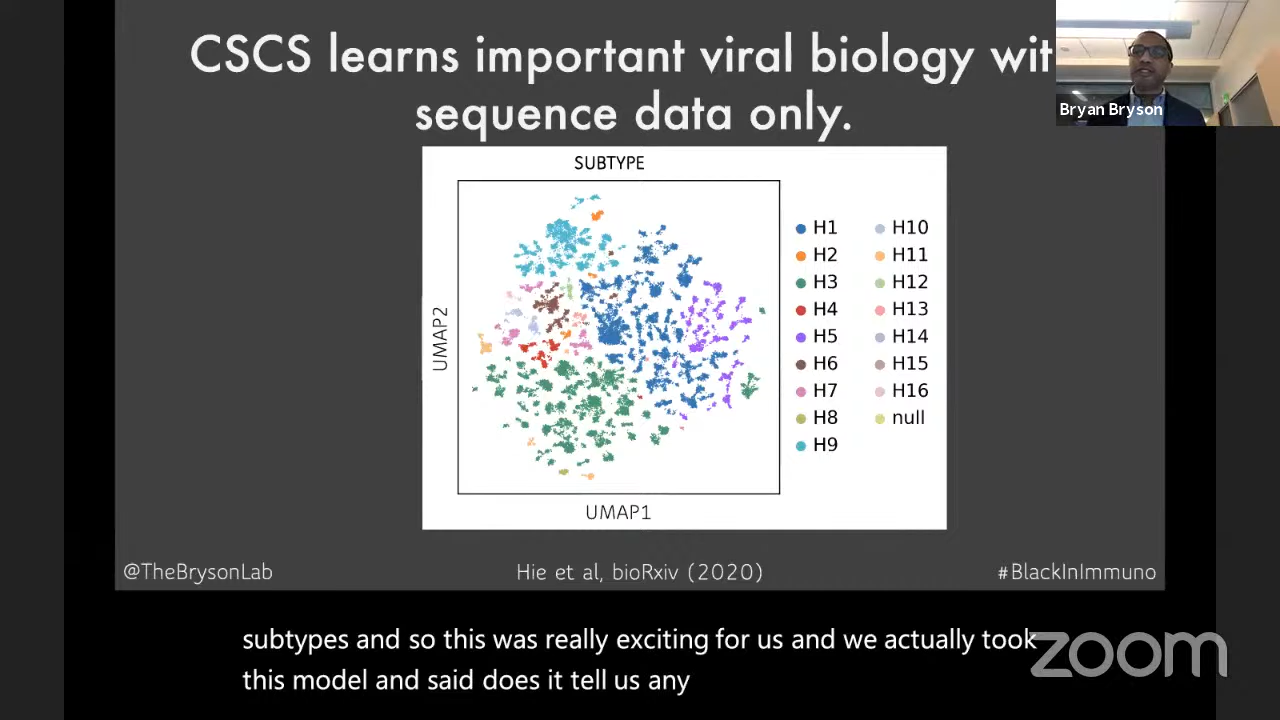 CSCS learns important viral biology wit
sequence data only.
Bryan Bryson
SUBTYPE
UMAP2
UMAP1
H1
H2
H3
H4
H5
H6
H7
H8
H9
H10
H11
H12
H13
H14
H15
H16
null
@TheBrysonLab
Hie et al, bioRxiv (2020)
#BlackInImmuno
subtypes and so this was really exciting for us and we actually took
this model and said does it tell us any
zoom